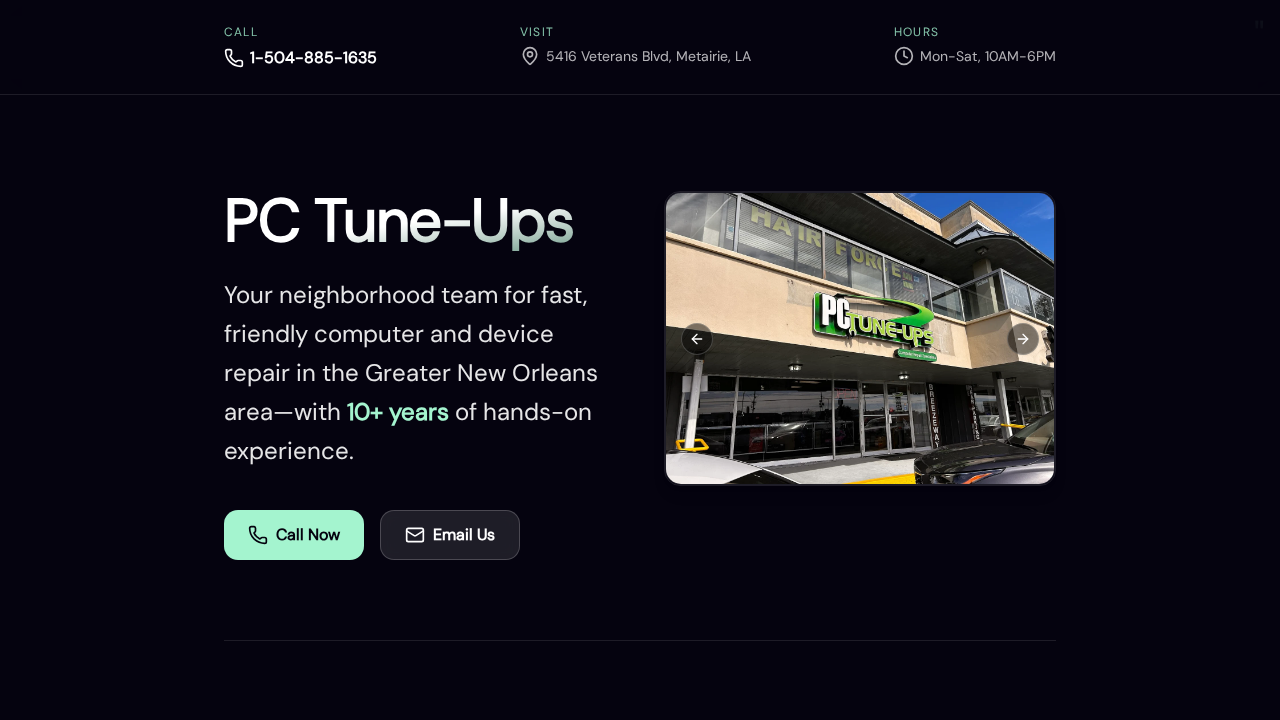 CALL
1-504-885-1635
VISIT
5416 Veterans Blvd, Metairie, LA
HOURS
Mon-Sat, 10AM-6PM
PC Tune-Ups
Your neighborhood team for fast,
friendly computer and device
repair in the Greater New Orleans
area—with 10+ years of hands-on
experience.
Call Now
Email Us
HAIR FORCE
PC
TUNE-UPS
BREEZEWAY